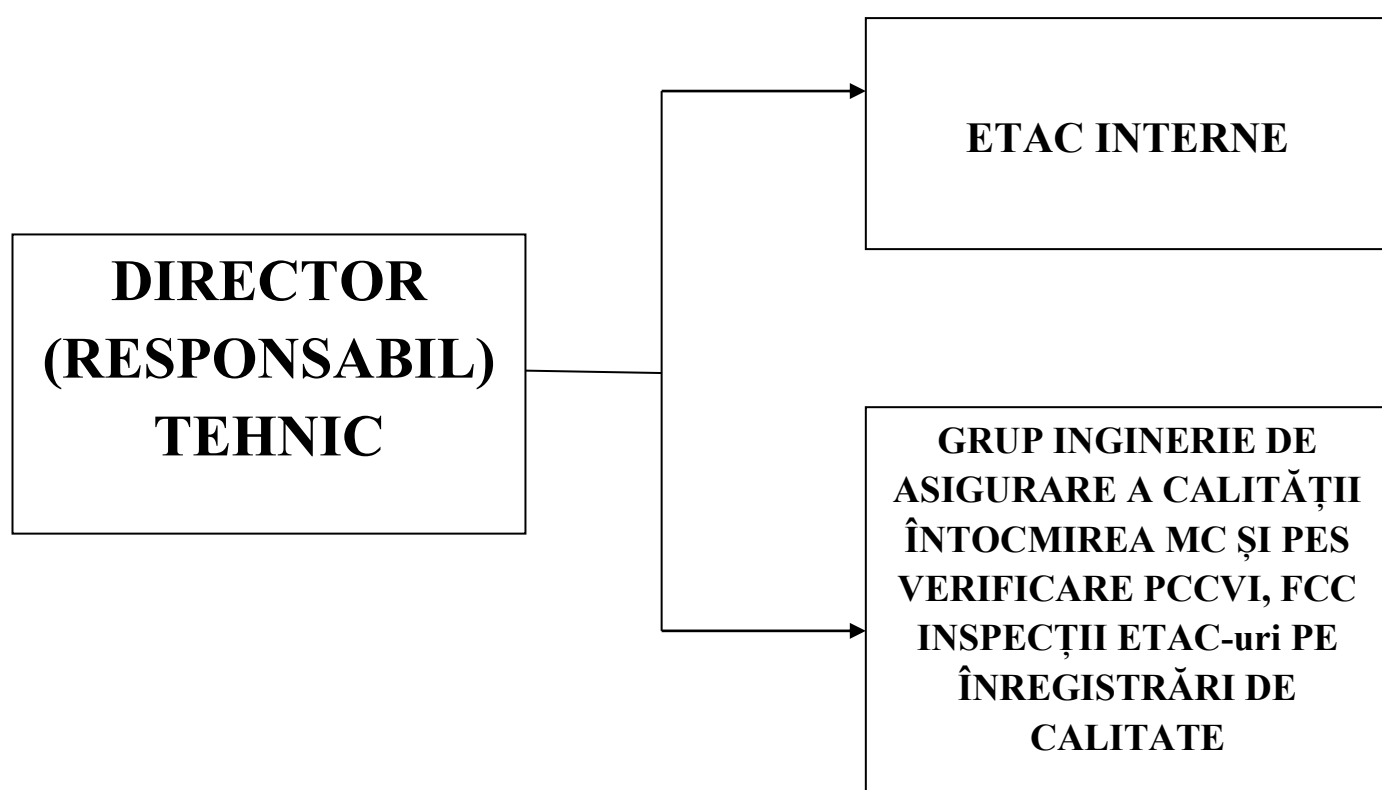 DIRECTOR
(RESPONSABIL)
TEHNIC
ETAC INTERNE
GRUP INGINERIE DE
ASIGURARE A CALITĂȚII
ÎNTOCMIREA MC ȘI PES
VERIFICARE PCCVI, FCC
INSPECȚII ETAC-uri PE
ÎNREGISTRĂRI DE
CALITATE